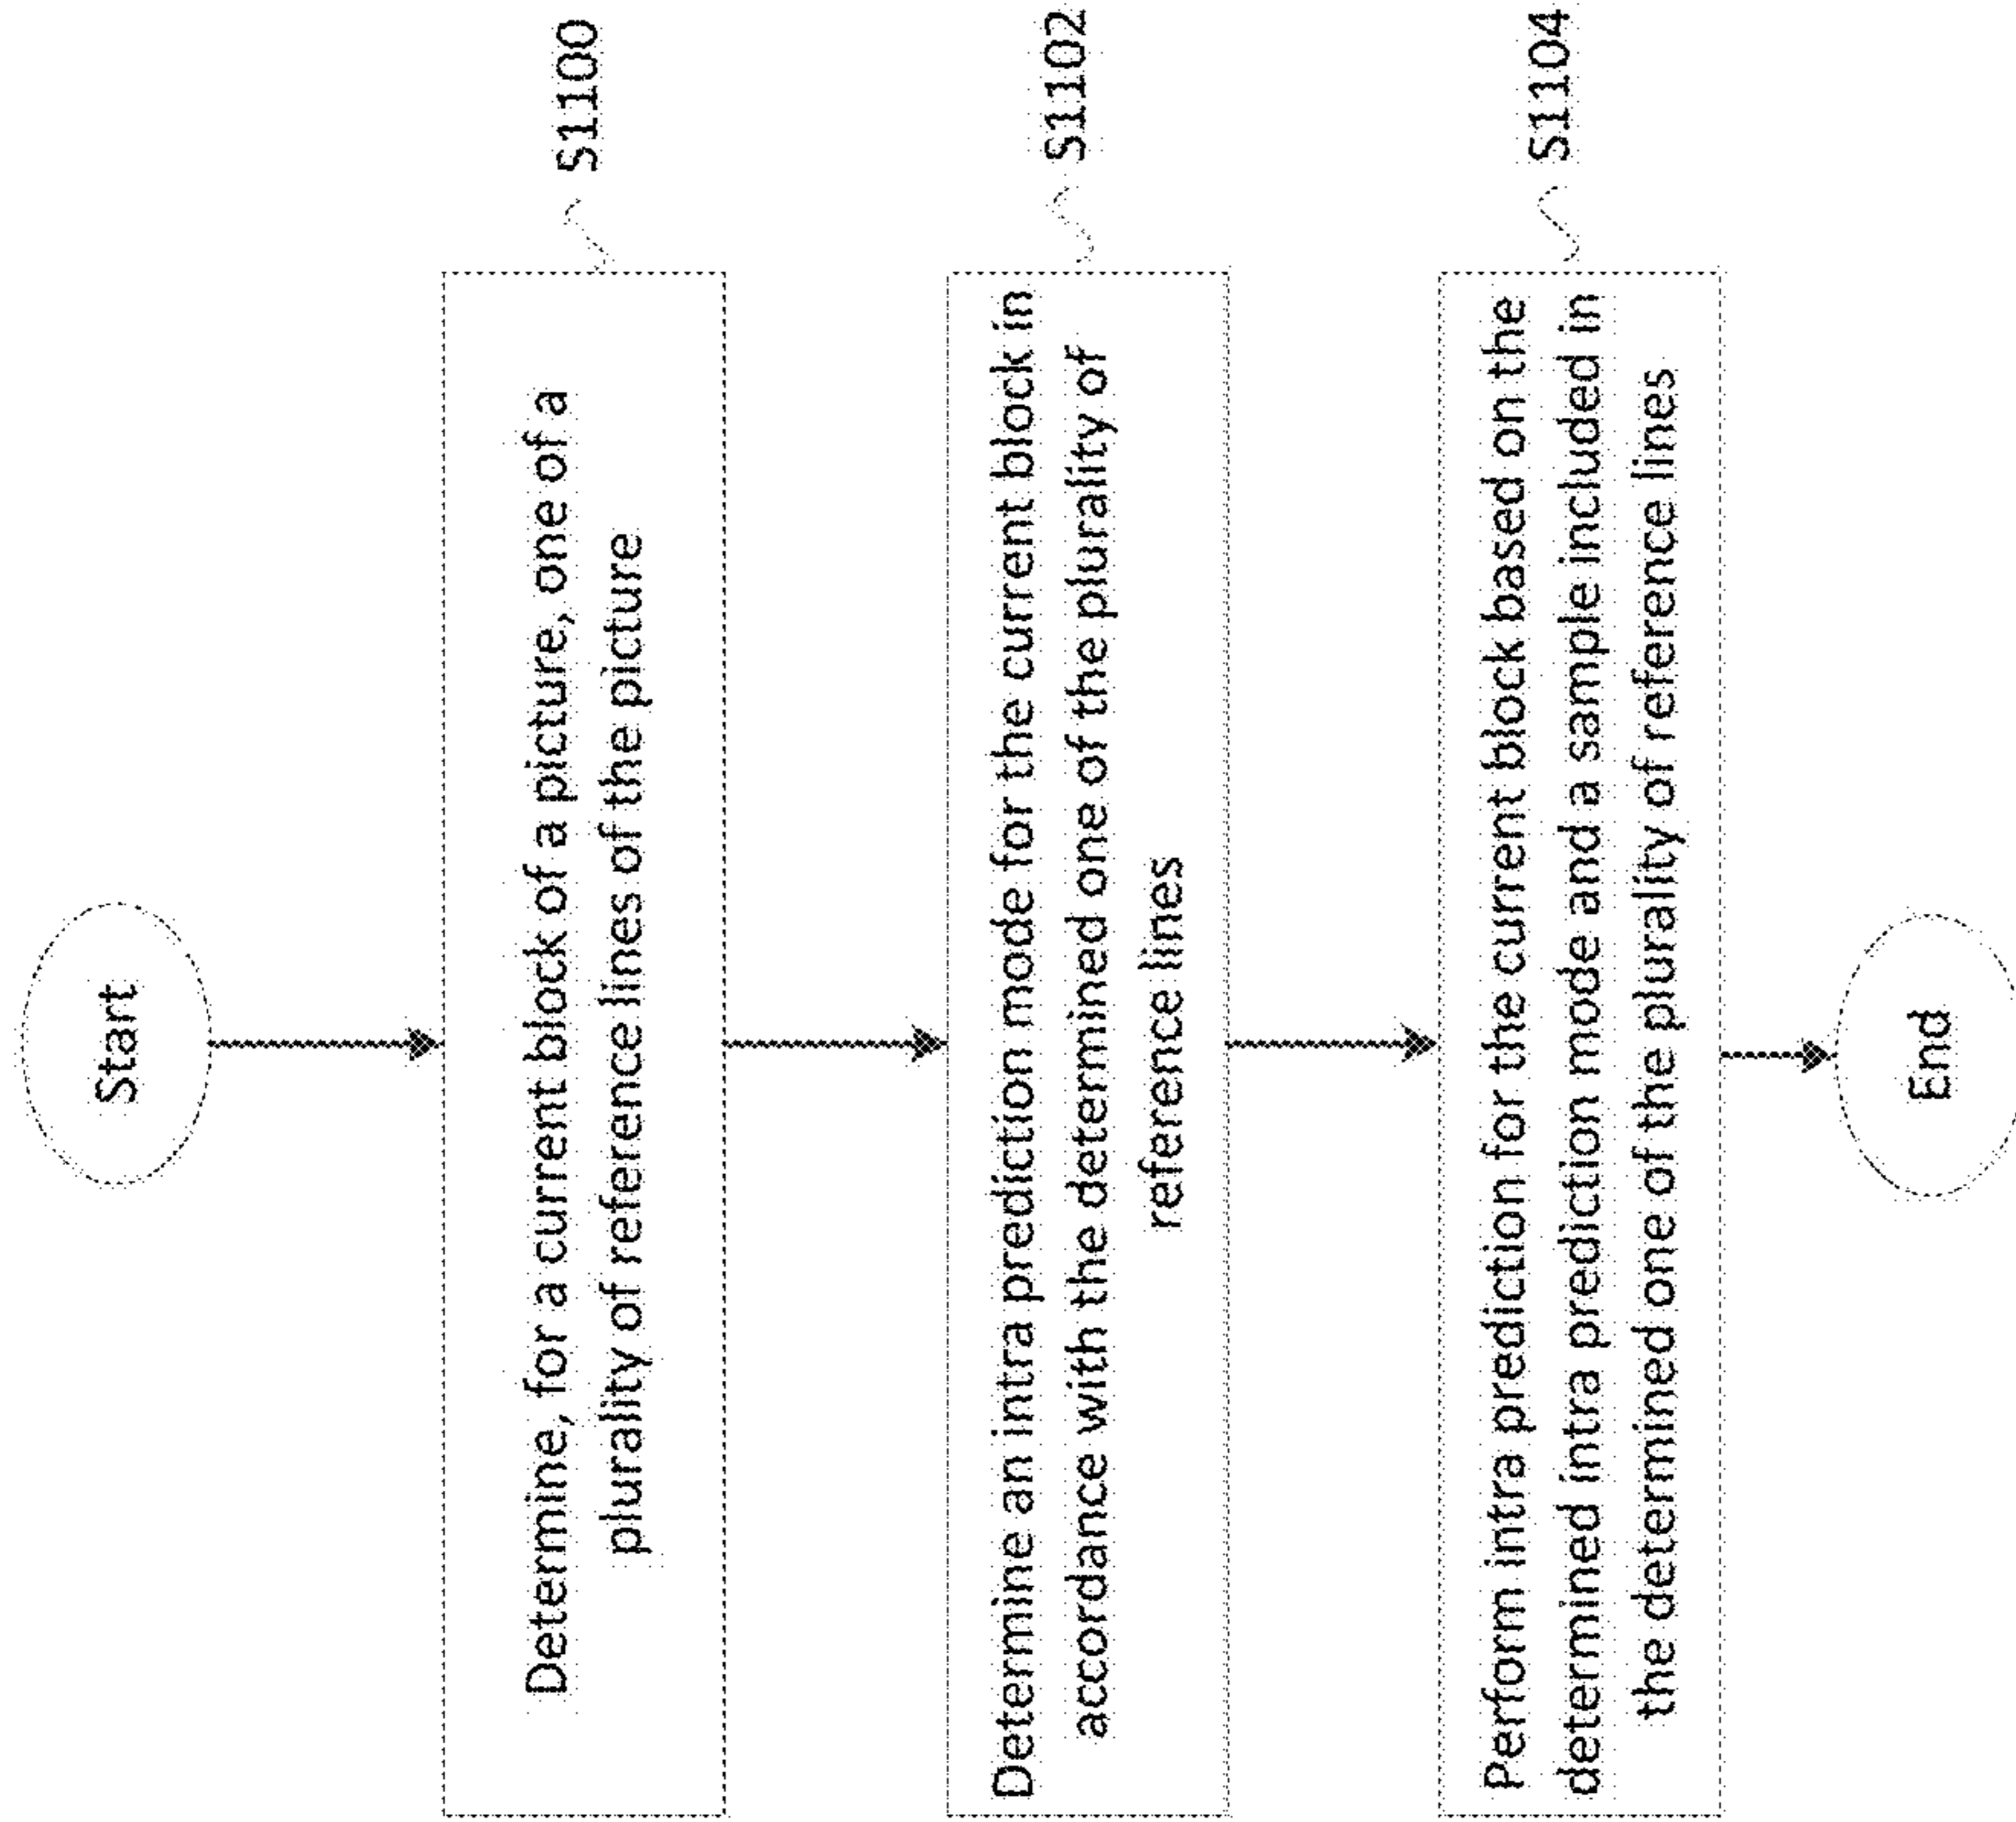 Start
Determine, for a current block of a picture, one of a
plurality of reference lines of the picture
S1100
Determine an intra prediction mode for the current block in
accordance with the determined one of the plurality of
reference lines
S1102
Perform intra prediction for the current block based on the
determined intra prediction mode and a sample included in
the determined one of the plurality of reference lines
S1104
End